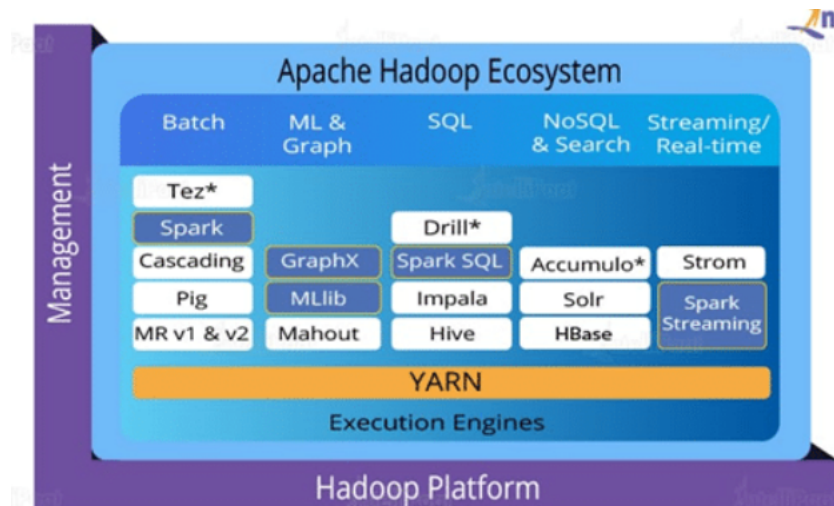 Apache Hadoop Ecosystem
Batch
ML &
Graph
SQL
NoSQL
& Search
Streaming/
Real-time
Tez*
Spark
Cascading
Pig
MR v1 & v2
GraphX
MLlib
Mahout
Drill*
Spark SQL
Impala
Hive
Accumulo*
Solr
HBase
Strom
Spark
Streaming
YARN
Execution Engines
Management
Hadoop Platform